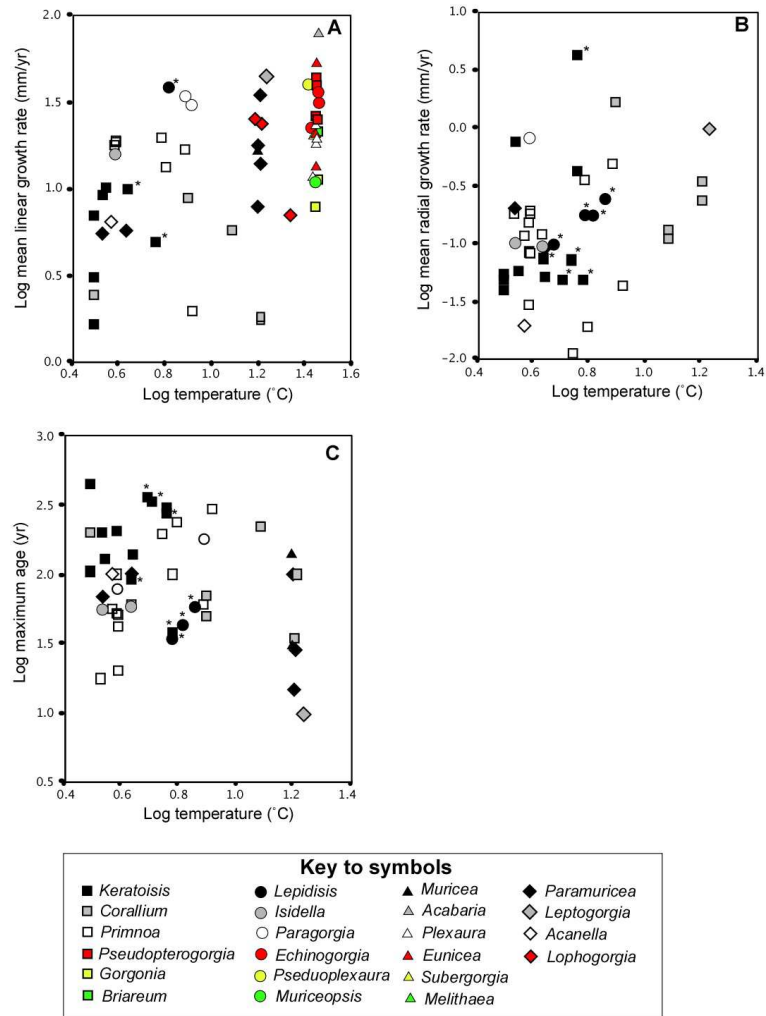 A
Log mean linear growth rate (mm/yr)
2.0
1.5
1.0
0.5
0.0
0.4 0.6 0.8 1.0 1.2 1.4 1.6
Log temperature (˚C)
B
Log mean radial growth rate (mm/yr)
1.0
0.5
0.0
−0.5
−1.0
−1.5
−2.0
0.4 0.6 0.8 1.0 1.2 1.4
Log temperature (˚C)
C
Log maximum age (yr)
3.0
2.5
2.0
1.5
1.0
0.5
0.4 0.6 0.8 1.0 1.2 1.4
Log temperature (˚C)
Key to symbols
Keratoisis
Corallium
Primnoa
Pseudopterogorgia
Gorgonia
Briareum
Lepidisis
Isidella
Paragorgia
Echinogorgia
Pseduoplexaura
Muriceopsis
Muricea
Acabaria
Plexaura
Eunicea
Subergorgia
Melithaea
Paramuricea
Leptogorgia
Acanella
Lophogorgia